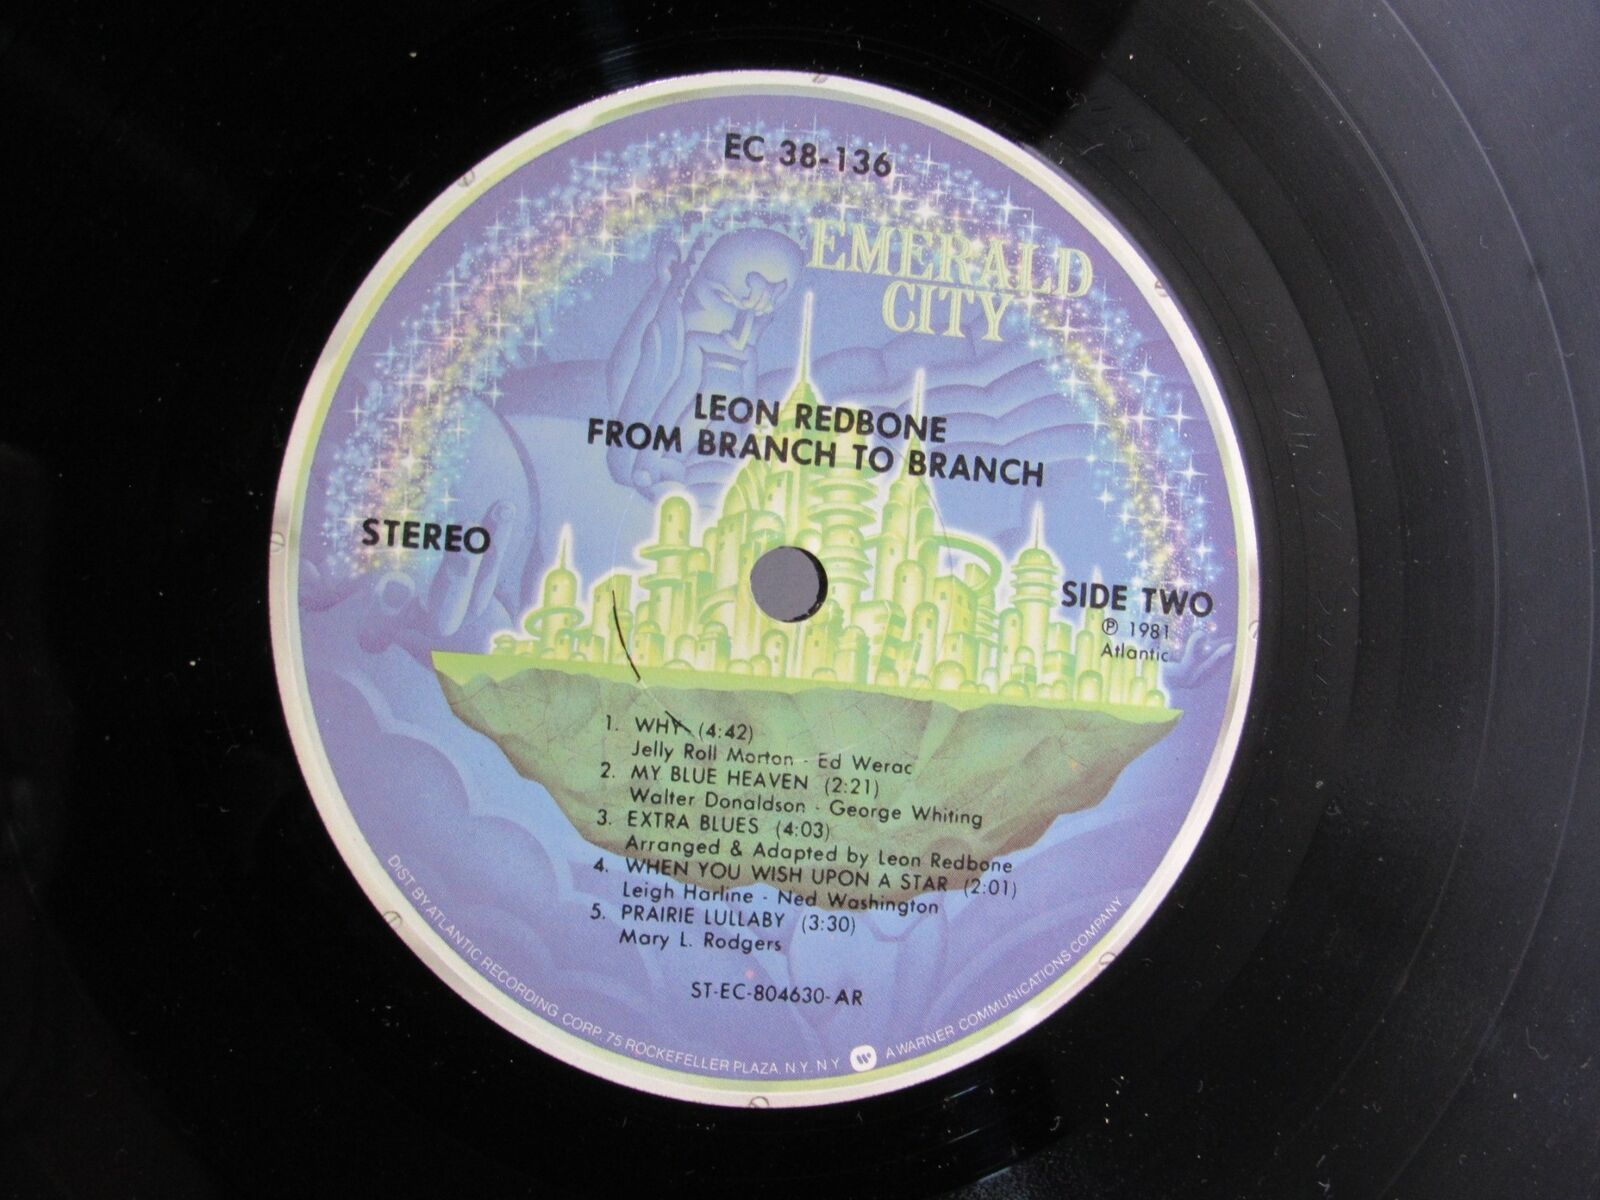 EC 38-136
EMERALD
CITY
LEON REDBONE
FROM BRANCH TO BRANCH
STEREO
SIDE TWO
Ⓟ 1981
Atlantic
1. WHY (4:42)
Jelly Roll Morton - Ed Werac
2. MY BLUE HEAVEN (2:21)
Walter Donaldson - George Whiting
3. EXTRA BLUES (4:03)
Arranged & Adapted by Leon Redbone
4. WHEN YOU WISH UPON A STAR (2:01)
Leigh Harline - Ned Washington
5. PRAIRIE LULLABY (3:30)
Mary L. Rodgers
ST-EC-804630-AR
DIST BY ATLANTIC RECORDING CORP. 75 ROCKEFELLER PLAZA, N.Y. N.Y. A WARNER COMMUNICATIONS COMPANY